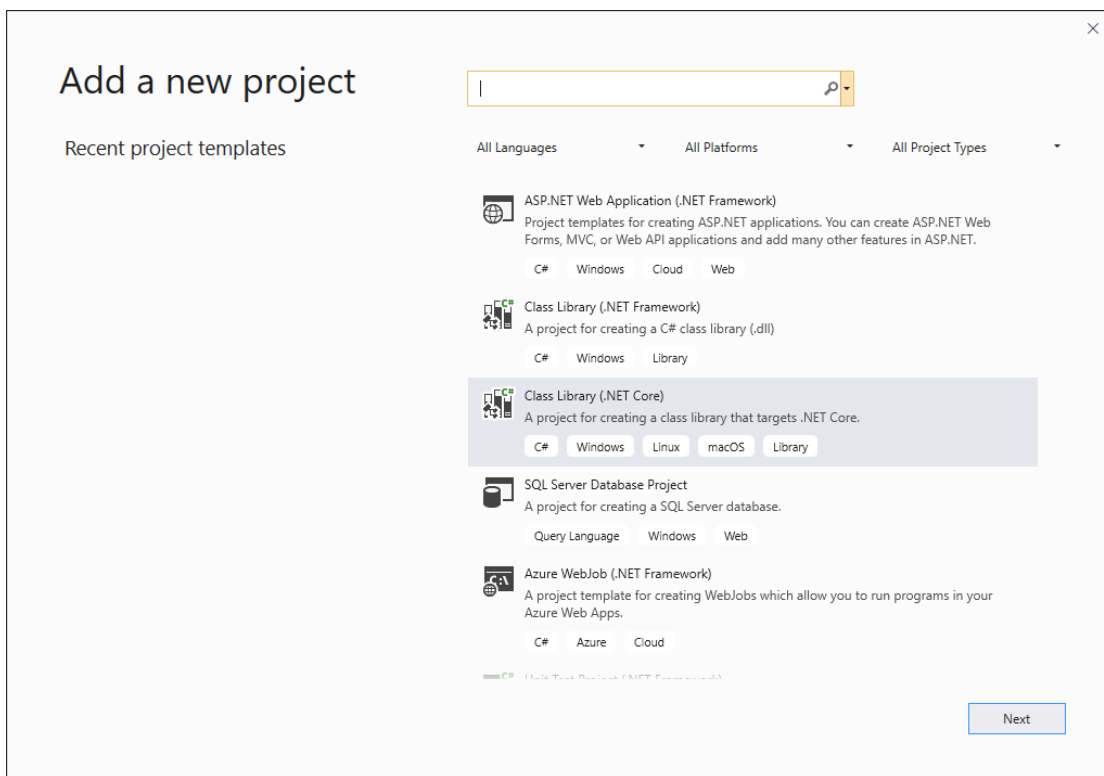 Add a new project
Recent project templates
All Languages
All Platforms
All Project Types
ASP.NET Web Application (.NET Framework)
Project templates for creating ASP.NET applications. You can create ASP.NET Web
Forms, MVC, or Web API applications and add many other features in ASP.NET.
C# Windows Cloud Web
C#
Class Library (.NET Framework)
A project for creating a C# class library (.dll)
C# Windows Library
C#
Class Library (.NET Core)
A project for creating a class library that targets .NET Core.
C# Windows Linux macOS Library
SQL Server Database Project
A project for creating a SQL Server database.
Query Language Windows Web
C:\
Azure WebJob (.NET Framework)
A project template for creating WebJobs which allow you to run programs in your
Azure Web Apps.
C# Azure Cloud
Unit Test Project (.NET Framework)
Next